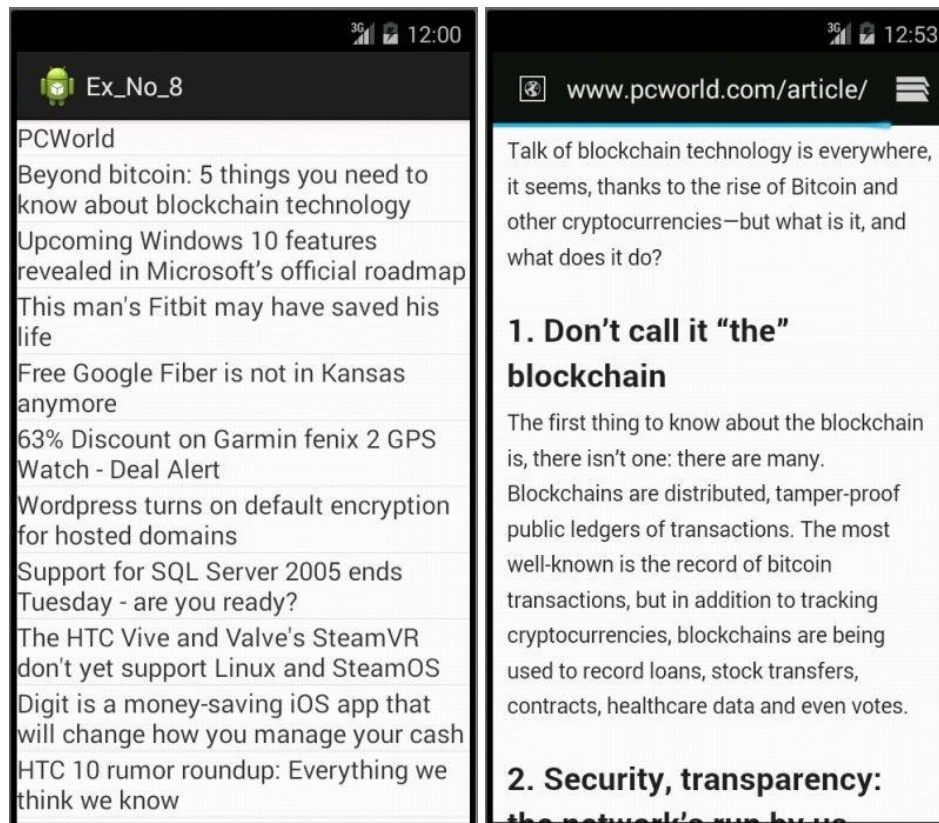 3G 12:00
Ex_No_8
PCWorld
Beyond bitcoin: 5 things you need to
know about blockchain technology
Upcoming Windows 10 features
revealed in Microsoft’s official roadmap
This man's Fitbit may have saved his
life
Free Google Fiber is not in Kansas
anymore
63% Discount on Garmin fenix 2 GPS
Watch - Deal Alert
Wordpress turns on default encryption
for hosted domains
Support for SQL Server 2005 ends
Tuesday - are you ready?
The HTC Vive and Valve's SteamVR
don't yet support Linux and SteamOS
Digit is a money-saving iOS app that
will change how you manage your cash
HTC 10 rumor roundup: Everything we
think we know
3G 12:53
www.pcworld.com/article/
Talk of blockchain technology is everywhere,
it seems, thanks to the rise of Bitcoin and
other cryptocurrencies—but what is it, and
what does it do?
1. Don’t call it “the”
blockchain
The first thing to know about the blockchain
is, there isn’t one: there are many.
Blockchains are distributed, tamper-proof
public ledgers of transactions. The most
well-known is the record of bitcoin
transactions, but in addition to tracking
cryptocurrencies, blockchains are being
used to record loans, stock transfers,
contracts, healthcare data and even votes.
2. Security, transparency:
the network’s run by us